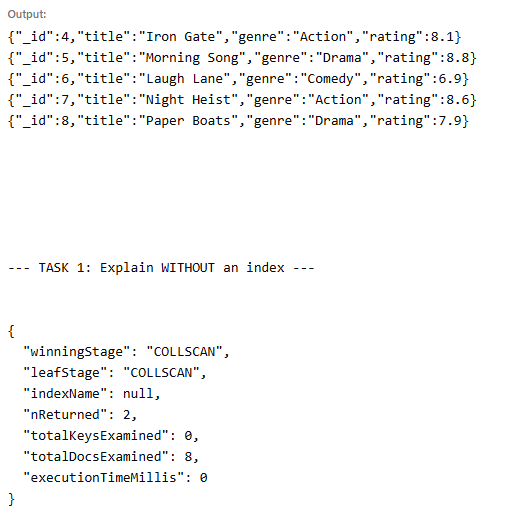 Output:
{"_id":4,"title":"Iron Gate","genre":"Action","rating":8.1}
{"_id":5,"title":"Morning Song","genre":"Drama","rating":8.8}
{"_id":6,"title":"Laugh Lane","genre":"Comedy","rating":6.9}
{"_id":7,"title":"Night Heist","genre":"Action","rating":8.6}
{"_id":8,"title":"Paper Boats","genre":"Drama","rating":7.9}
--- TASK 1: Explain WITHOUT an index ---
{
  "winningStage": "COLLSCAN",
  "leafStage": "COLLSCAN",
  "indexName": null,
  "nReturned": 2,
  "totalKeysExamined": 0,
  "totalDocsExamined": 8,
  "executionTimeMillis": 0
}